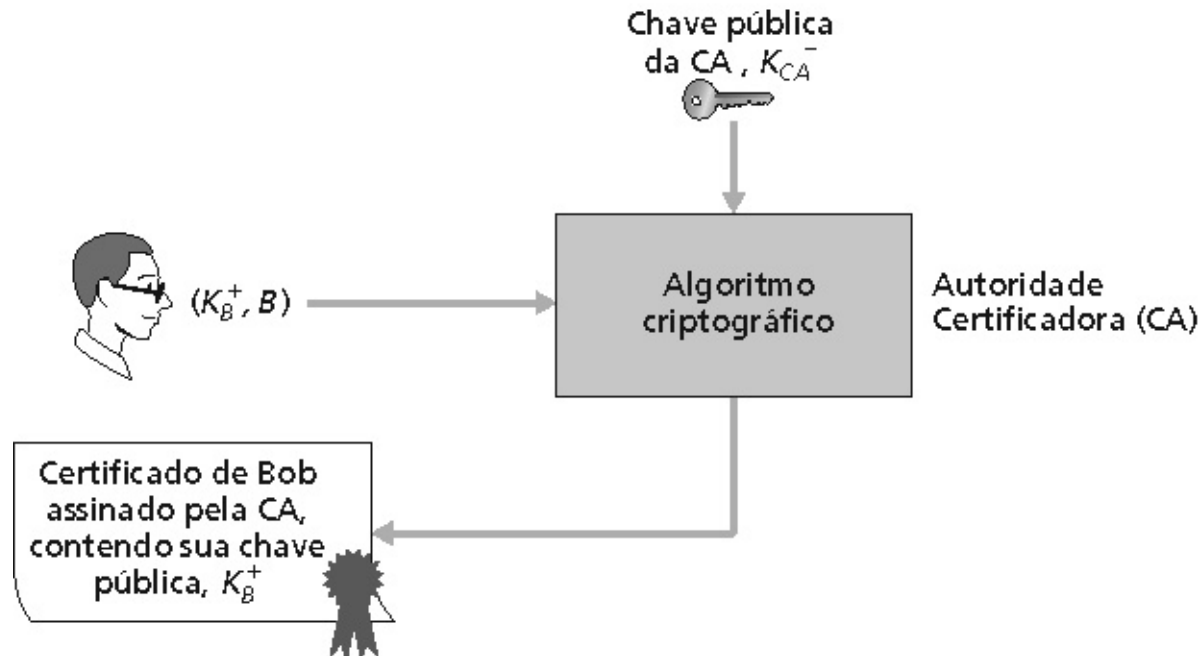 Chave pública
da CA , K_CA^-
(K_B^+, B)
Algoritmo
criptográfico
Autoridade
Certificadora (CA)
Certificado de Bob
assinado pela CA,
contendo sua chave
pública, K_B^+